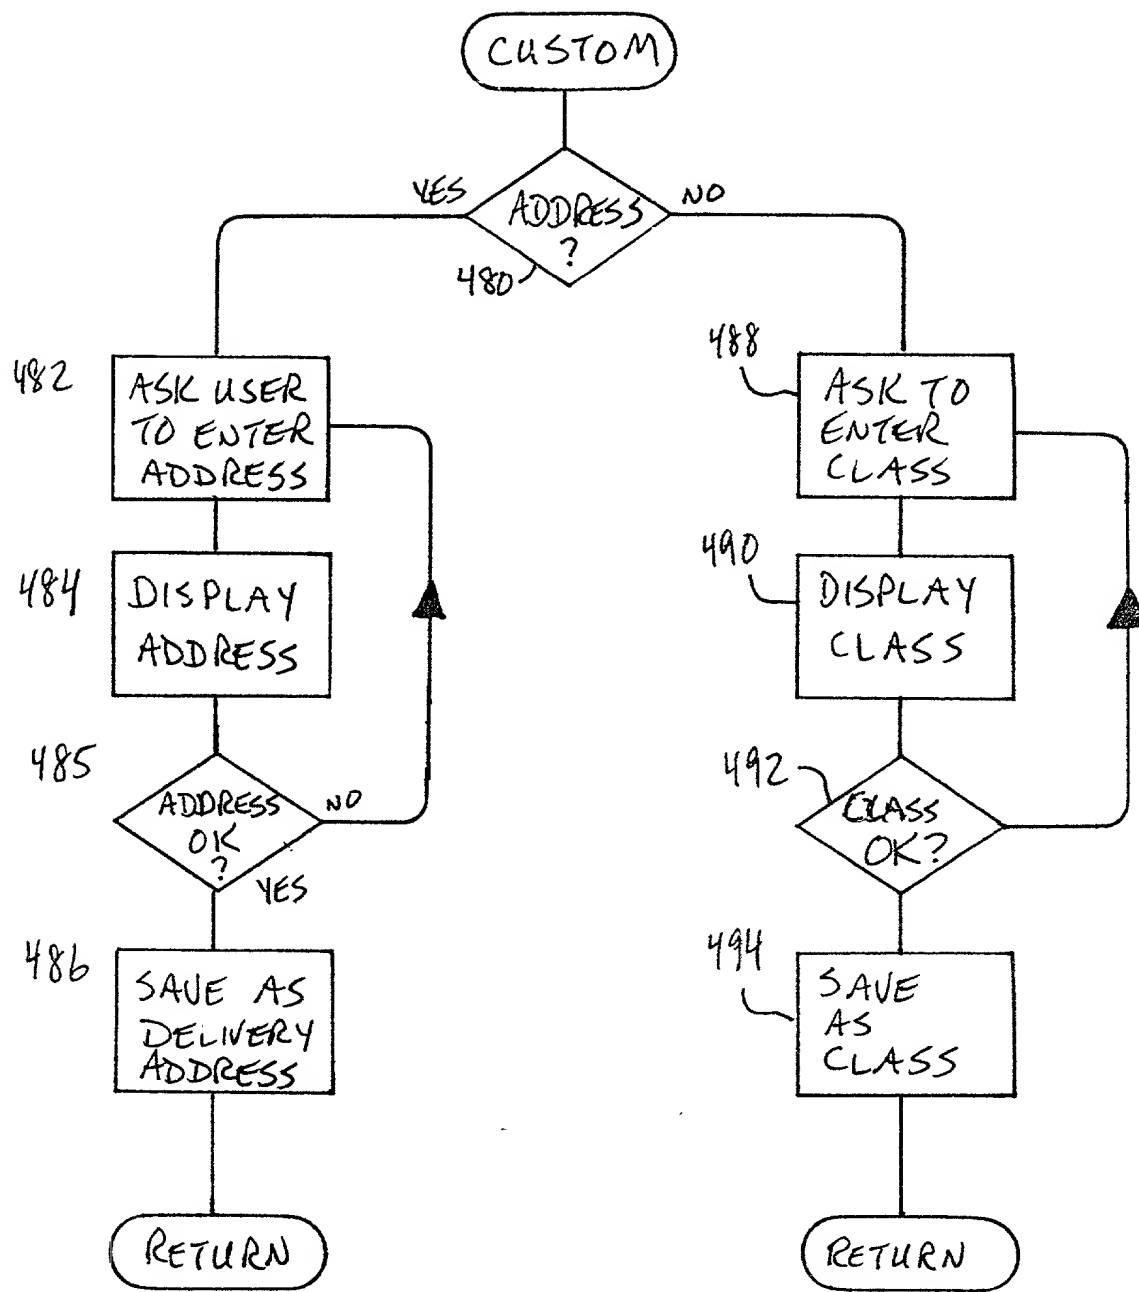 CUSTOM
YES
ADDRESS
?
NO
480
482
ASK USER
TO ENTER
ADDRESS
484
DISPLAY
ADDRESS
485
ADDRESS
OK
?
NO
YES
486
SAVE AS
DELIVERY
ADDRESS
RETURN
488
ASK TO
ENTER
CLASS
490
DISPLAY
CLASS
492
CLASS
OK?
494
SAVE
AS
CLASS
RETURN